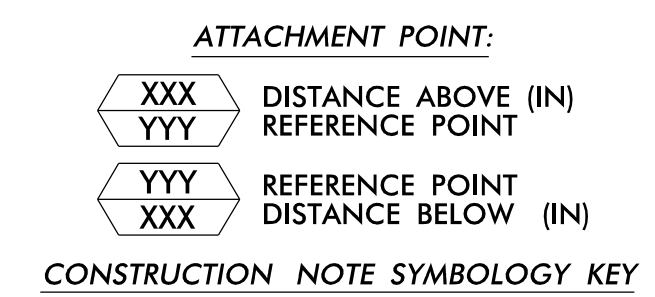 ATTACHMENT POINT:
XXX DISTANCE ABOVE (IN)
YYY REFERENCE POINT
YYY REFERENCE POINT
XXX DISTANCE BELOW (IN)
CONSTRUCTION NOTE SYMBOLOGY KEY